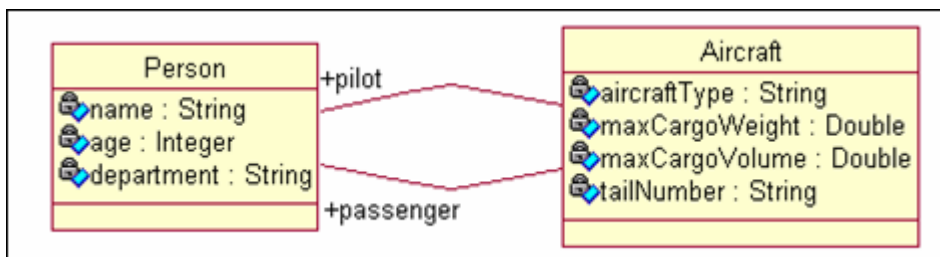 Person
name : String
age : Integer
department : String
+pilot
+passenger
Aircraft
aircraftType : String
maxCargoWeight : Double
maxCargoVolume : Double
tailNumber : String